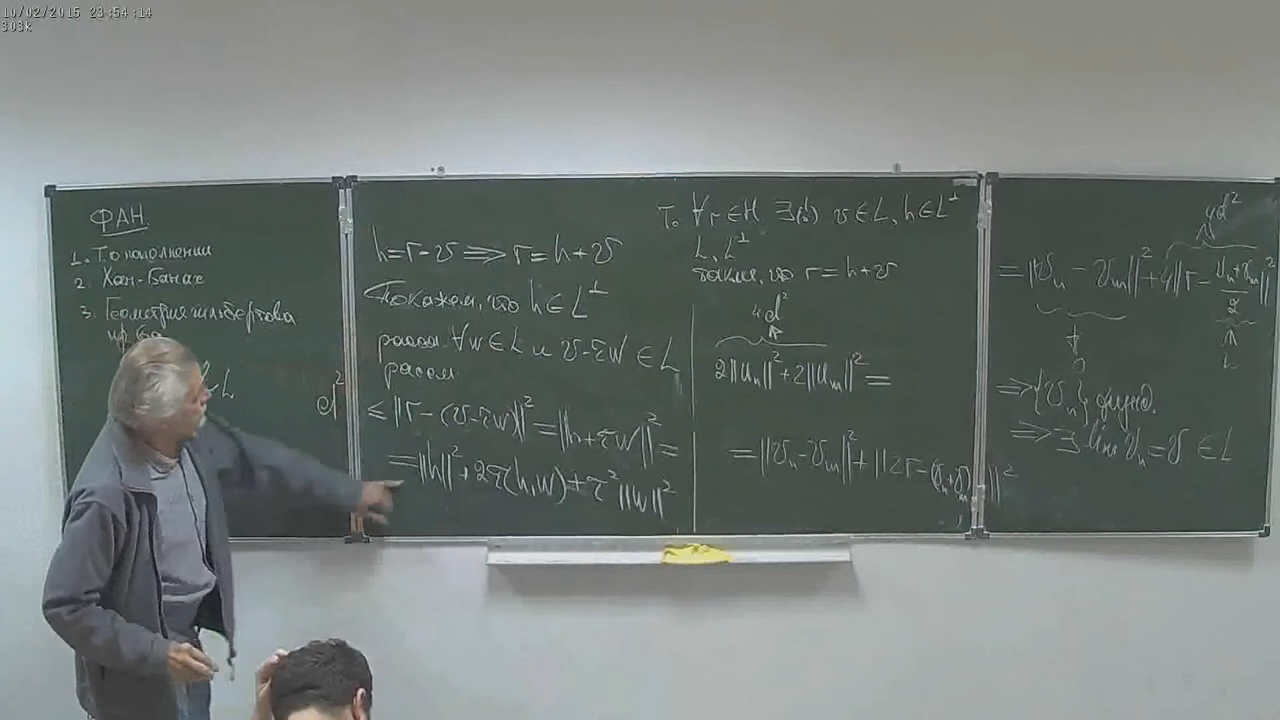 10/02/2015 23:54:14
303k
ФАН.
1. Т. о пополнении
2. Хан-Банах
3. Геометрия гильбертова
пр-ва
L
d²
h = r - v ⟹ r = h + v
Покажем, что h ∈ L^⊥
рассм. ∀w ∈ L и v - τw ∈ L
рассм.
≤ ||r - (v - τw)||² = ||h + τw||² =
= ||h||² + 2τ(h, w) + τ²||w||²
Т. ∀ r ∈ H ∃(!) v ∈ L, h ∈ L^⊥
L, L^⊥
такие, что r = h + v
4d²
2||u_n||² + 2||u_m||² =
= ||v_n - v_m||² + ||2r - (v_n + v_m)||²
4d²
= ||v_n - v_m||² + 4||r - (v_n + v_m)/2||²
0
L
⟹ {v_n} фунд.
⟹ ∃ lim v_n = v ∈ L